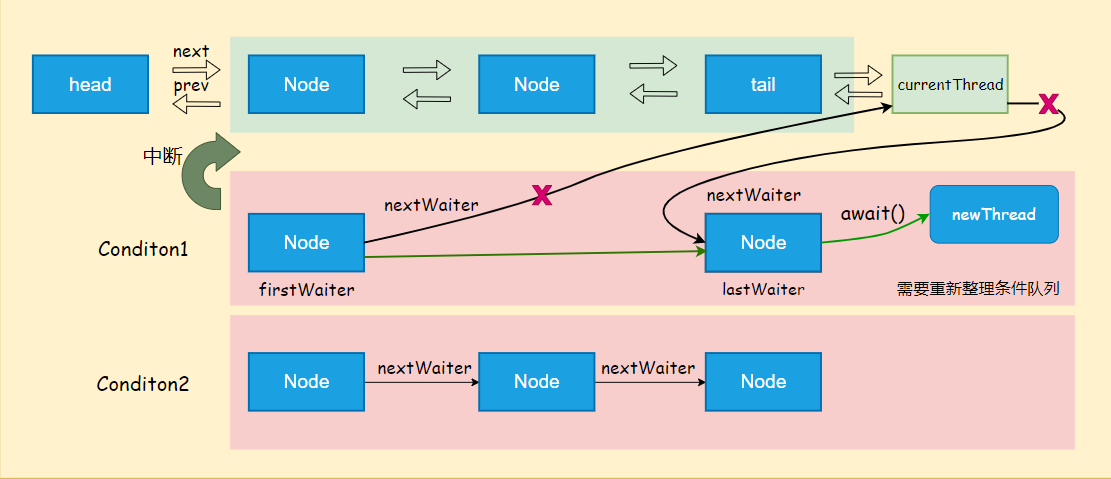 next
head
prev
Node
Node
tail
currentThread
X
中断
X
nextWaiter
nextWaiter
await()
newThread
Conditon1
Node
Node
firstWaiter
lastWaiter
需要重新整理条件队列
Conditon2
Node
nextWaiter
Node
nextWaiter
Node